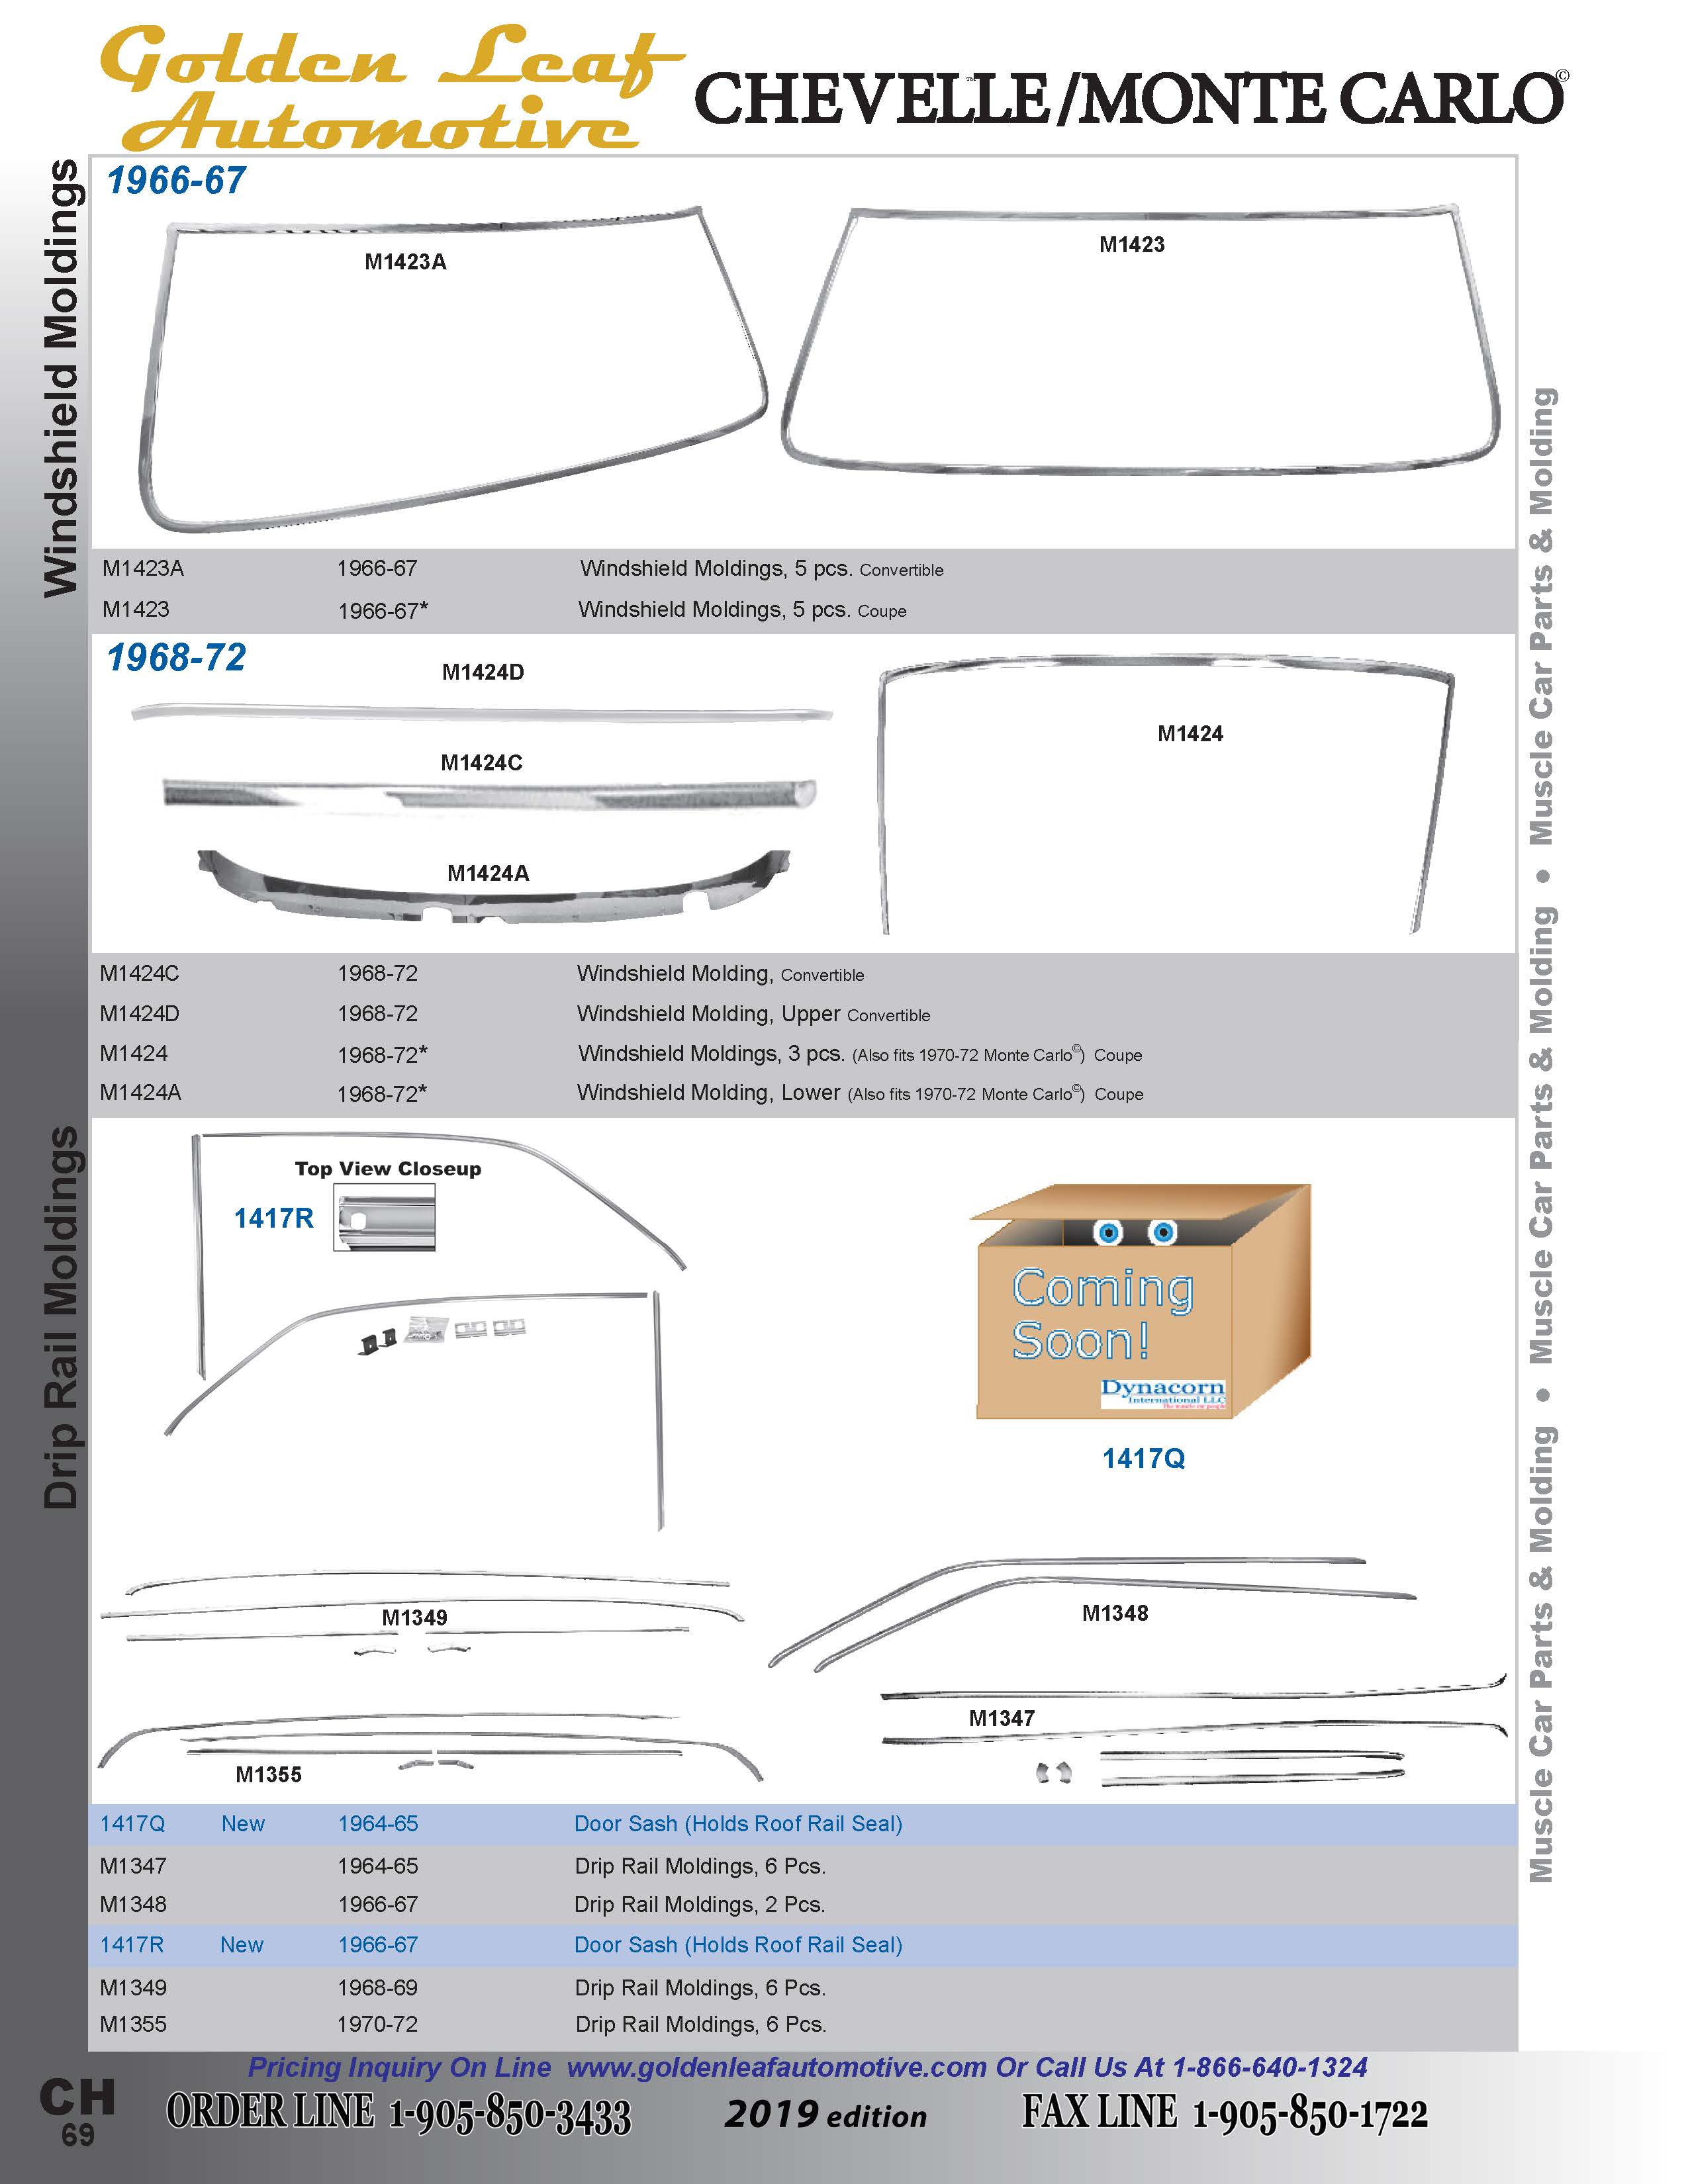 Golden Leaf
Automotive
CHEVELLE™/MONTE CARLO©
Windshield Moldings
1966-67
M1423A
M1423
M1423A 1966-67 Windshield Moldings, 5 pcs. Convertible
M1423 1966-67* Windshield Moldings, 5 pcs. Coupe
1968-72
M1424D
M1424C
M1424A
M1424
M1424C 1968-72 Windshield Molding, Convertible
M1424D 1968-72 Windshield Molding, Upper Convertible
M1424 1968-72* Windshield Moldings, 3 pcs. (Also fits 1970-72 Monte Carlo©) Coupe
M1424A 1968-72* Windshield Molding, Lower (Also fits 1970-72 Monte Carlo©) Coupe
Drip Rail Moldings
Top View Closeup
1417R
Coming
Soon!
Dynacorn
International LLC
1417Q
M1349
M1348
M1347
M1355
1417Q New 1964-65 Door Sash (Holds Roof Rail Seal)
M1347 1964-65 Drip Rail Moldings, 6 Pcs.
M1348 1966-67 Drip Rail Moldings, 2 Pcs.
1417R New 1966-67 Door Sash (Holds Roof Rail Seal)
M1349 1968-69 Drip Rail Moldings, 6 Pcs.
M1355 1970-72 Drip Rail Moldings, 6 Pcs.
Muscle Car Parts & Molding • Muscle Car Parts & Molding • Muscle Car Parts & Molding
Pricing Inquiry On Line www.goldenleafautomotive.com Or Call Us At 1-866-640-1324
CH
69
ORDER LINE 1-905-850-3433
2019 edition
FAX LINE 1-905-850-1722